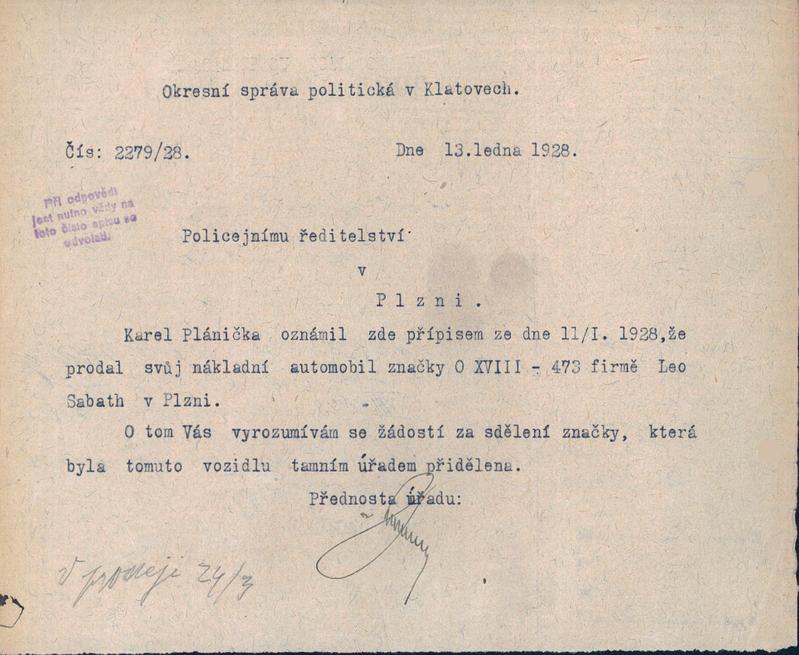 Okresní správa politická v Klatovech.
Čís: 2279/28.
Dne 13.ledna 1928.
Při odpovědi
jest nutno vždy na
toto číslo spisu se
odvolati.
Policejnímu ředitelství
v
Plzni.
Karel Plánička oznámil zde přípisem ze dne 11/I. 1928,že
prodal svůj nákladní automobil značky O XVIII - 473 firmě Leo
Sabath v Plzni.
O tom Vás vyrozumívám se žádostí za sdělení značky, která
byla tomuto vozidlu tamním úřadem přidělena.
Přednosta úřadu:
V prodeji 24/3